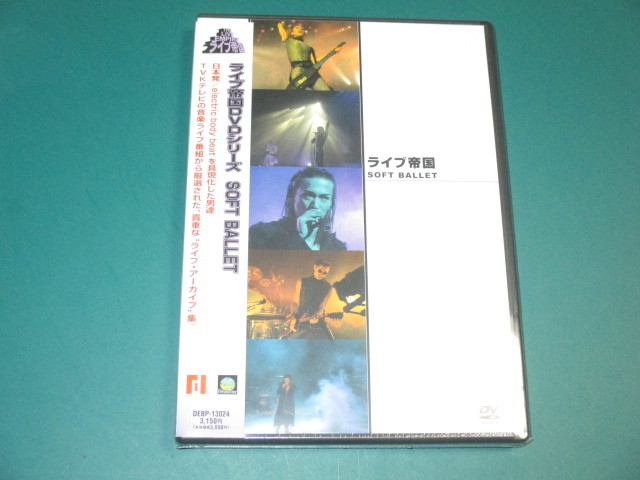 ライブ帝国
ライブ帝国DVDシリーズ SOFT BALLET
日本発、electric body beatを具現化した男達
TVKテレビの音楽ライブ番組から厳選された、貴重な“ライブ・アーカイブ”集。
DEBP-13024
3,150円
ライブ帝国
SOFT BALLET
DVD